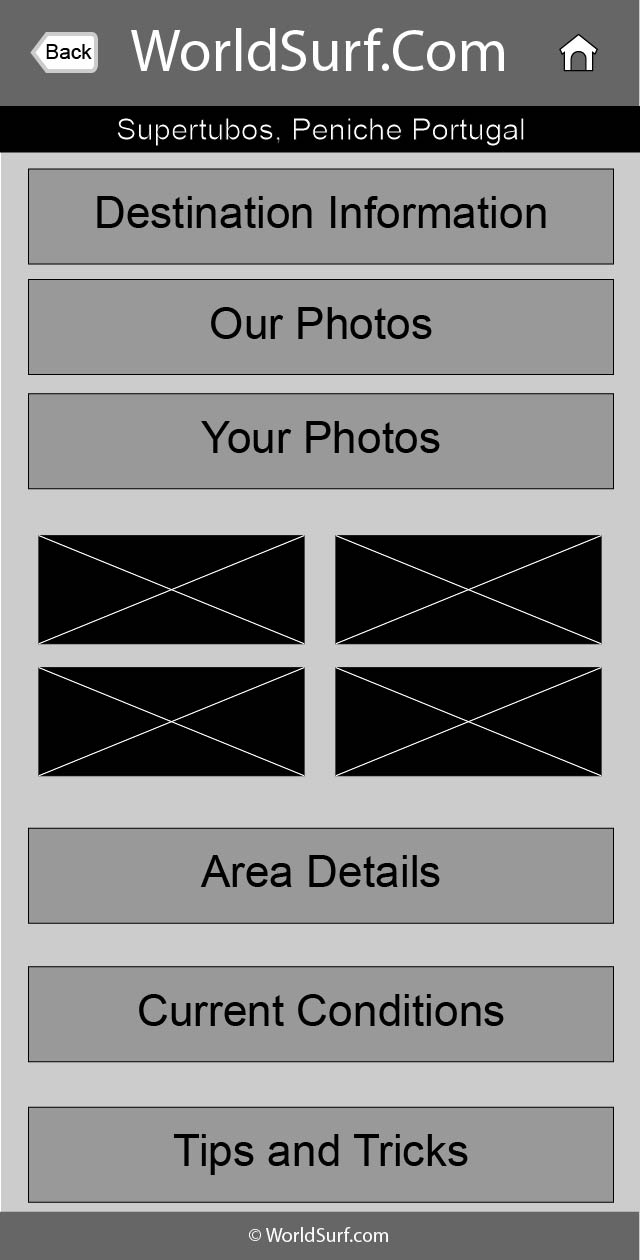 Back
WorldSurf.Com
Supertubos, Peniche Portugal
Destination Information
Our Photos
Your Photos
Area Details
Current Conditions
Tips and Tricks
© WorldSurf.com